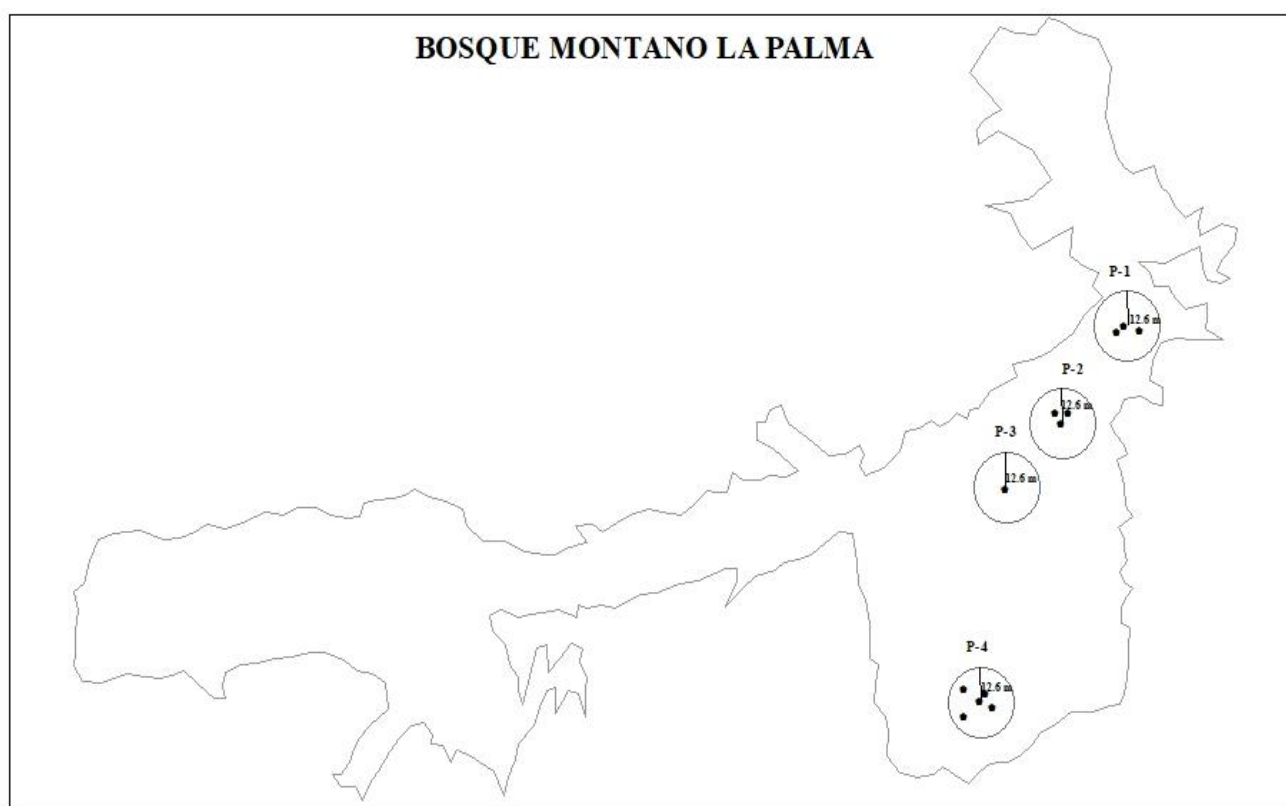 BOSQUE MONTANO LA PALMA
P-1
12.6 m
P-2
12.6 m
P-3
12.6 m
P-4
12.6 m